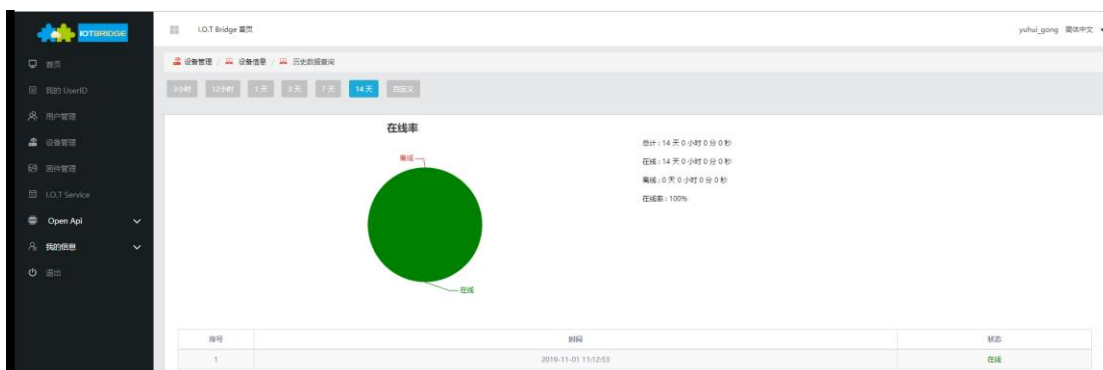 IOTBRIDGE
I.O.T Bridge 首页
yuhui_gong 简体中文
首页
我的 UserID
用户管理
设备管理
固件管理
I.O.T Service
Open Api
我的信息
退出
设备管理 / 设备信息 / 历史数据查询
12小时 1天 3天 7天 14天 自定义
在线率
离线
在线
总计 : 14 天 0 小时 0 分 0 秒
在线 : 14 天 0 小时 0 分 0 秒
离线 : 0 天 0 小时 0 分 0 秒
在线率 : 100%
序号 时间 状态
1 2019-11-01 11:12:53 在线